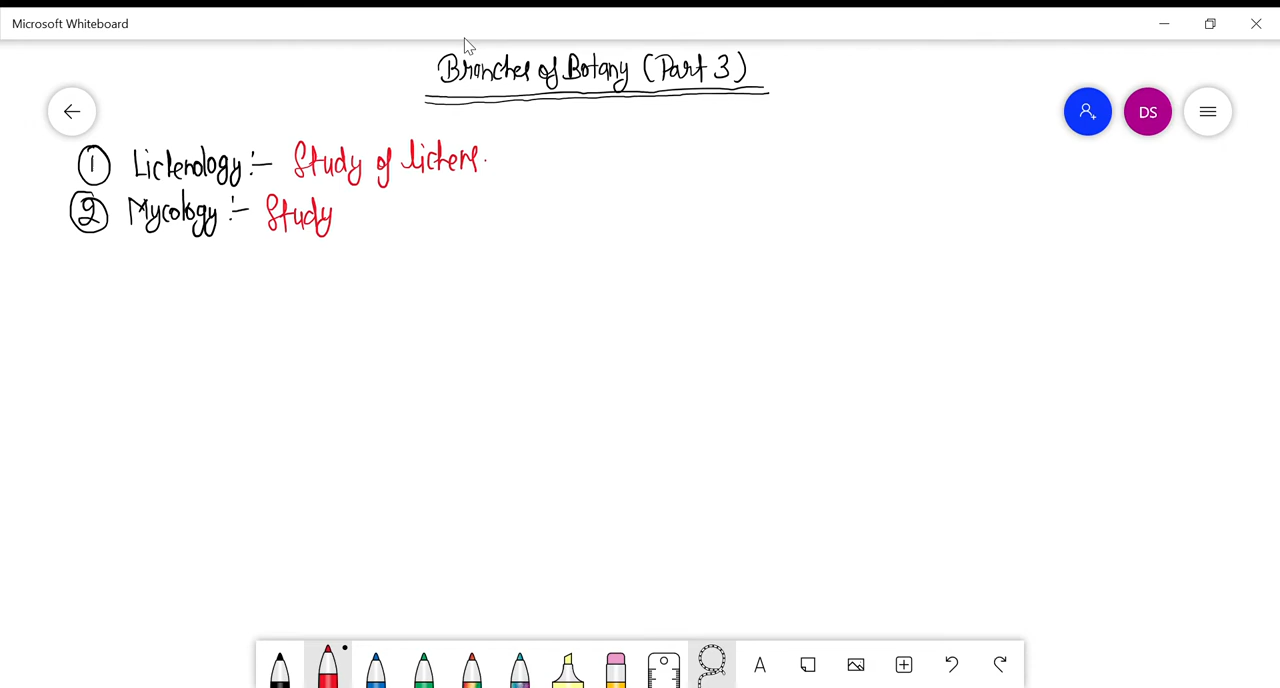 Microsoft Whiteboard
Branches of Botany (Part 3)
DS
① Lichenology :- Study of lichens.
② Mycology :- Study
A